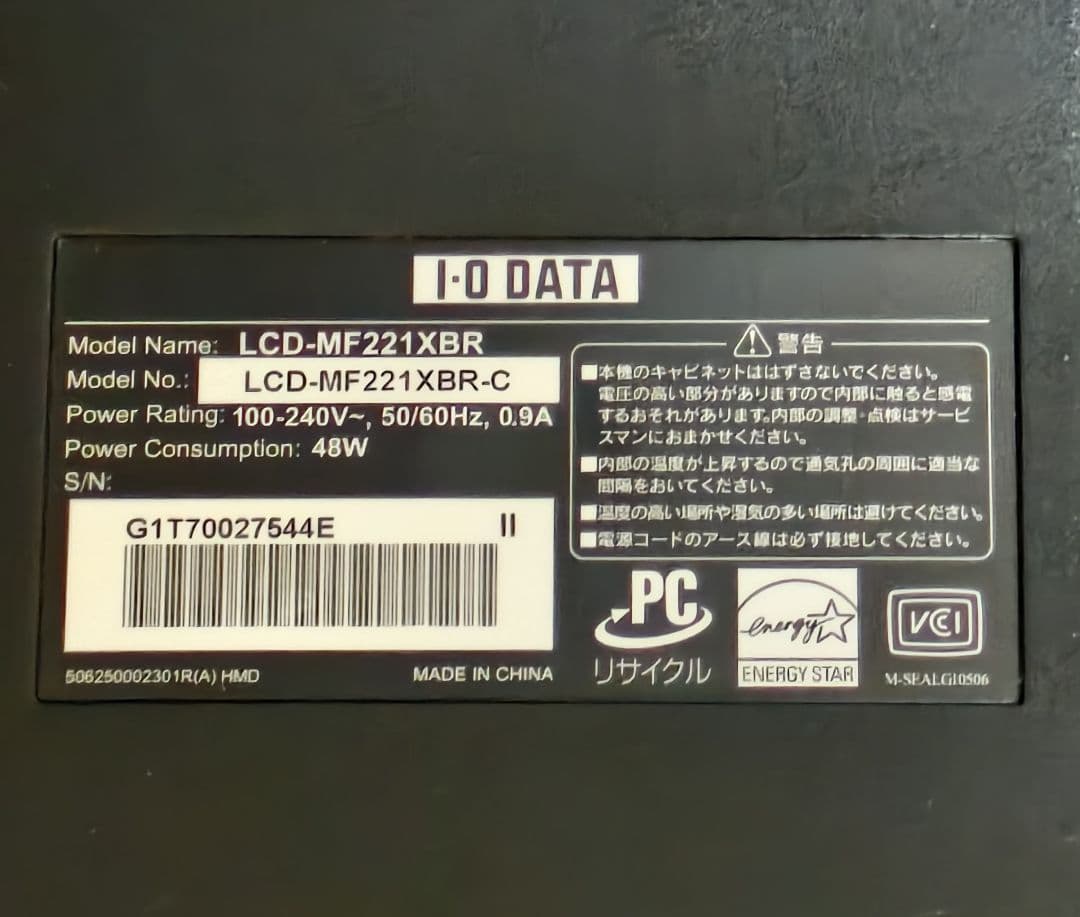 I·O DATA
Model Name: LCD-MF221XBR
Model No.: LCD-MF221XBR-C
Power Rating: 100-240V~, 50/60Hz, 0.9A
Power Consumption: 48W
S/N:
G1T70027544E II
506250002301R(A) HMD
MADE IN CHINA
⚠警告
■本機のキャビネットははずさないでください。
電圧の高い部分がありますので内部に触ると感電
するおそれがあります。内部の調整・点検はサービ
スマンにおまかせください。
■内部の温度が上昇するので通気孔の周囲に適当な
間隔をおいてください。
■温度の高い場所や湿気の多い場所は避けてください。
■電源コードのアース線は必ず接地してください。
PC
リサイクル
energy
ENERGY STAR
VCCI
M-SEALG10506